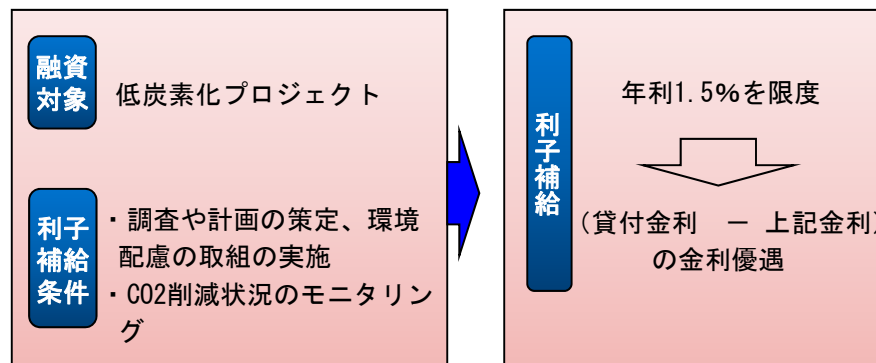 融資
対象
低炭素化プロジェクト
利子
補給
条件
・調査や計画の策定、環境
配慮の取組の実施
・CO2削減状況のモニタリン
グ
利子補給
年利1.5%を限度
(貸付金利 － 上記金利)
の金利優遇